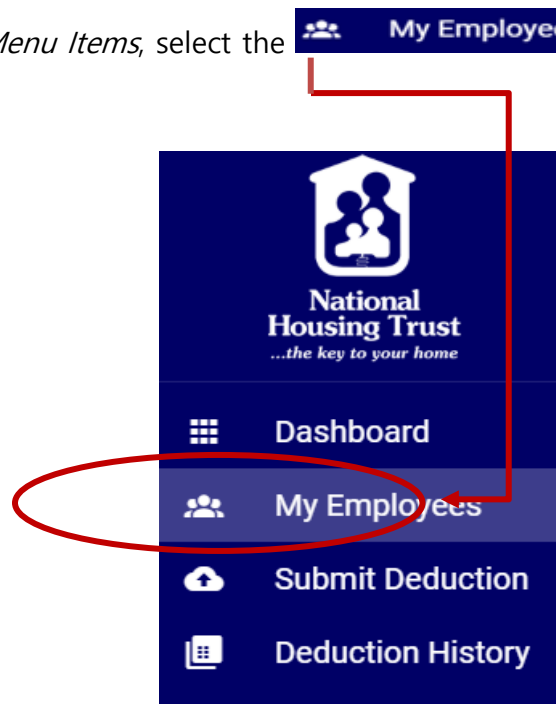 Menu Items, select the My Employe
National
Housing Trust
...the key to your home
Dashboard
My Employees
Submit Deduction
Deduction History